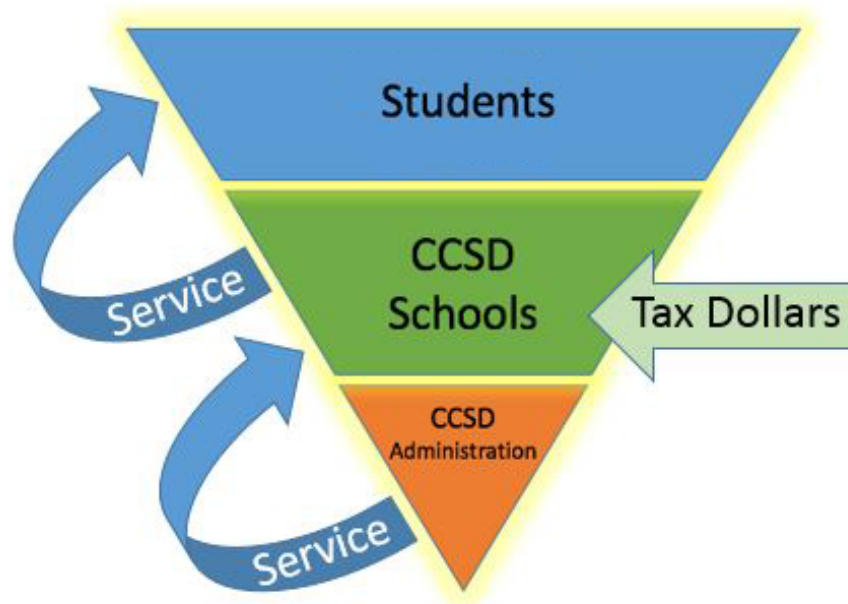 Students
CCSD
Schools
Tax Dollars
Service
CCSD
Administration
Service